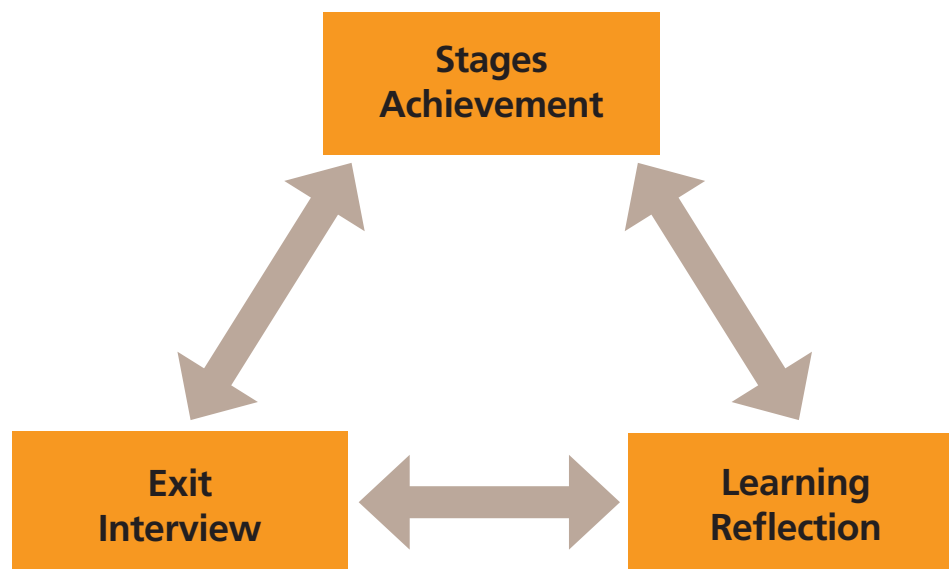 Stages
Achievement
Exit
Interview
Learning
Reflection